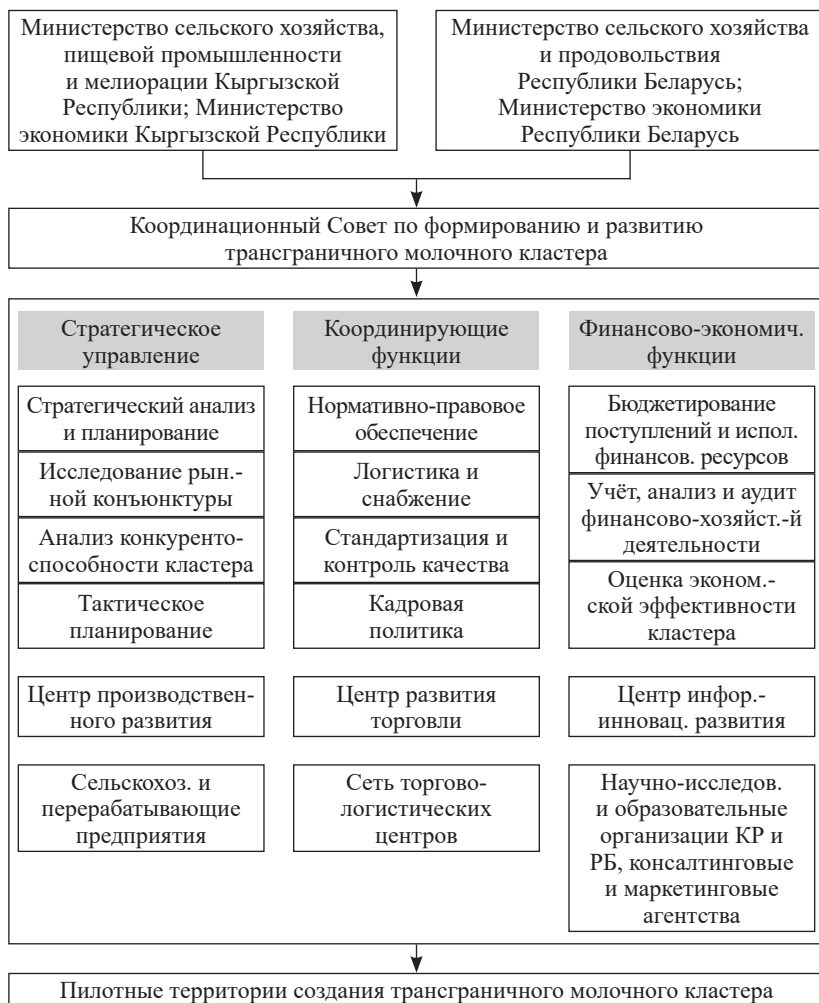 Министерство сельского хозяйства,
пищевой промышленности
и мелиорации Кыргызской
Республики; Министерство
экономики Кыргызской Республики
Министерство сельского хозяйства
и продовольствия
Республики Беларусь;
Министерство экономики
Республики Беларусь
Координационный Совет по формированию и развитию
трансграничного молочного кластера
Стратегическое
управление
Стратегический анализ
и планирование
Исследование рын.-
ной конъюнктуры
Анализ конкуренто-
способности кластера
Тактическое
планирование
Центр производствен-
ного развития
Сельскохоз. и
перерабатывающие
предприятия
Координирующие
функции
Нормативно-правовое
обеспечение
Логистика и
снабжение
Стандартизация и
контроль качества
Кадровая
политика
Центр развития
торговли
Сеть торгово-
логистических
центров
Финансово-экономич.
функции
Бюджетирование
поступлений и испол.
финансов. ресурсов
Учёт, анализ и аудит
финансово-хозяйст.-й
деятельности
Оценка эконом.-
ской эффективности
кластера
Центр инфор.-
инновац. развития
Научно-исследов.
и образовательные
организации КР и
РБ, консалтинговые
и маркетинговые
агентства
Пилотные территории создания трансграничного молочного кластера